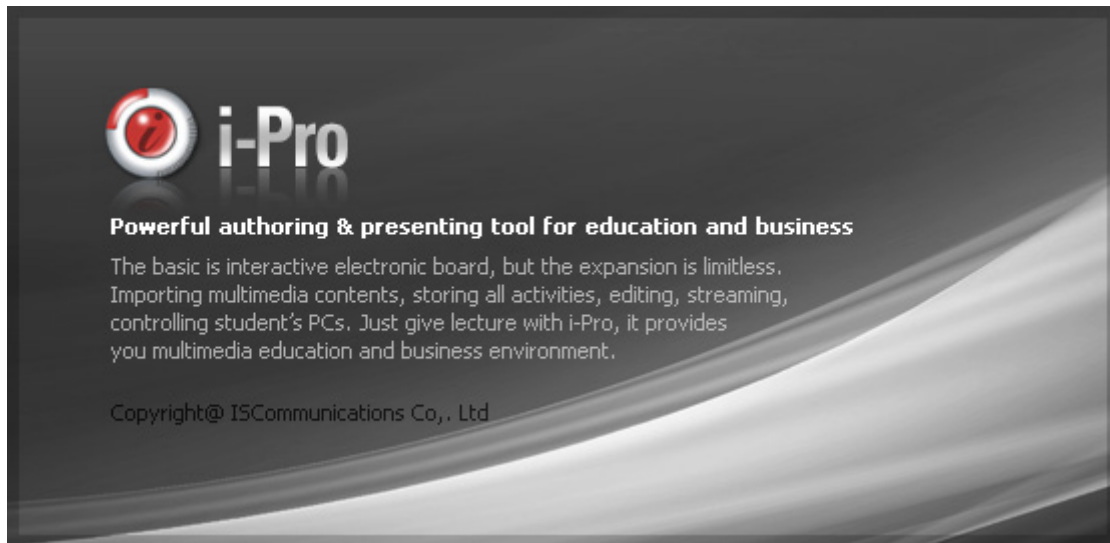 i
i-Pro
Powerful authoring & presenting tool for education and business
The basic is interactive electronic board, but the expansion is limitless.
Importing multimedia contents, storing all activities, editing, streaming,
controlling student's PCs. Just give lecture with i-Pro, it provides
you multimedia education and business environment.
Copyright@ ISCommunications Co,. Ltd